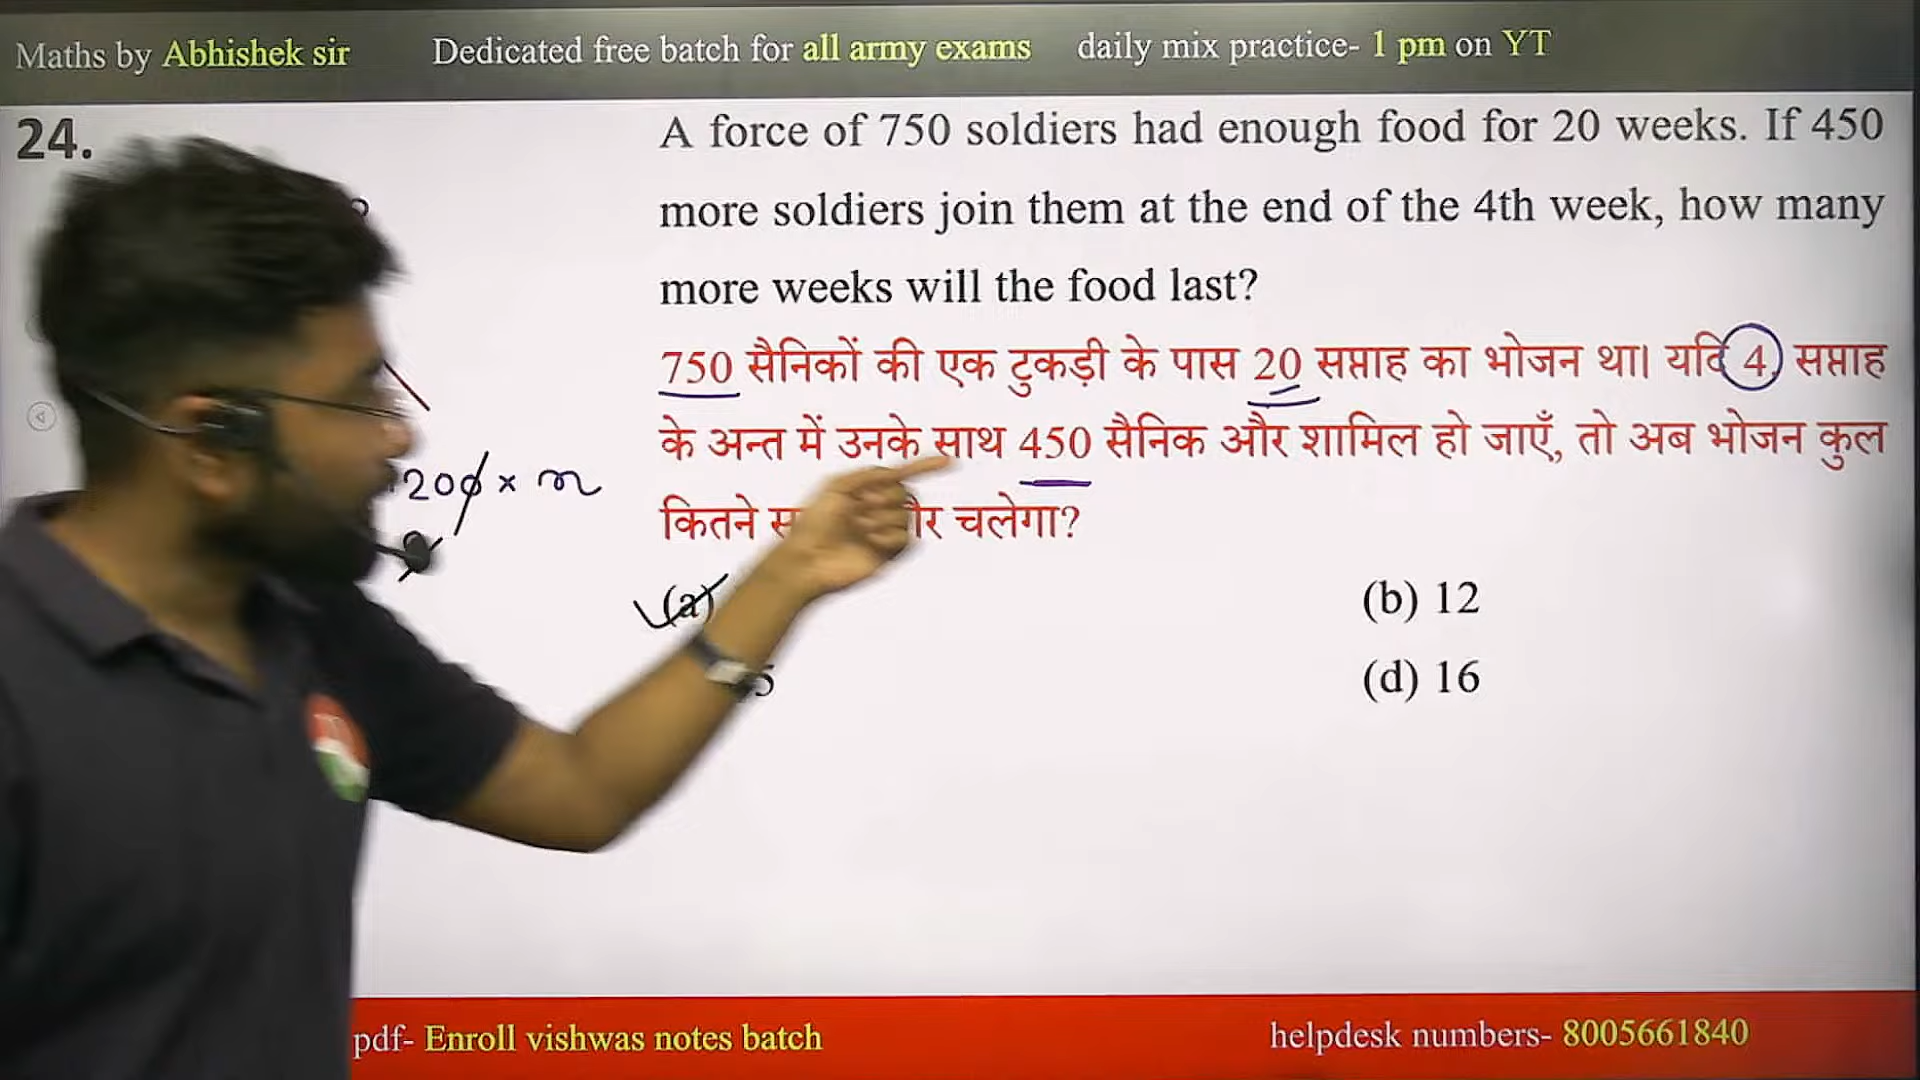 Maths by Abhishek sir Dedicated free batch for all army exams daily mix practice- 1 pm on YT
24. A force of 750 soldiers had enough food for 20 weeks. If 450
more soldiers join them at the end of the 4th week, how many
more weeks will the food last?
750 सैनिकों की एक टुकड़ी के पास 20 सप्ताह का भोजन था। यदि 4 सप्ताह
के अन्त में उनके साथ 450 सैनिक और शामिल हो जाएँ, तो अब भोजन कुल
कितने चलेगा?
200 × n
(a)
(b) 12
(d) 16
pdf- Enroll vishwas notes batch
helpdesk numbers- 8005661840